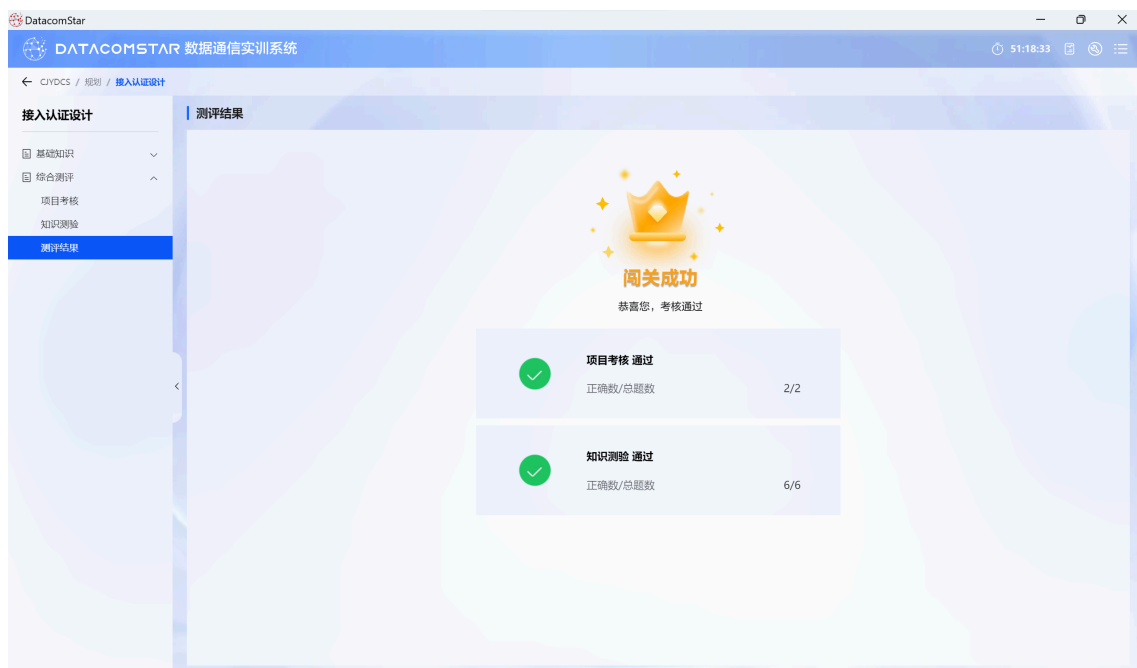 DatacomStar
DATACOMSTAR 数据通信实训系统
51:18:33
CJYDCS / 规划 / 接入认证设计
接入认证设计
基础知识
综合测评
项目考核
知识测验
测评结果
测评结果
闯关成功
恭喜您，考核通过
项目考核 通过
正确数/总题数 2/2
知识测验 通过
正确数/总题数 6/6